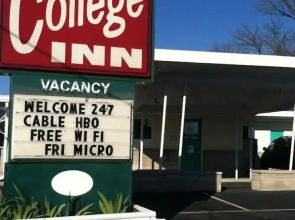 College
INN
VACANCY
WELCOME 247
CABLE HBO
FREE WI FI
FRI MICRO